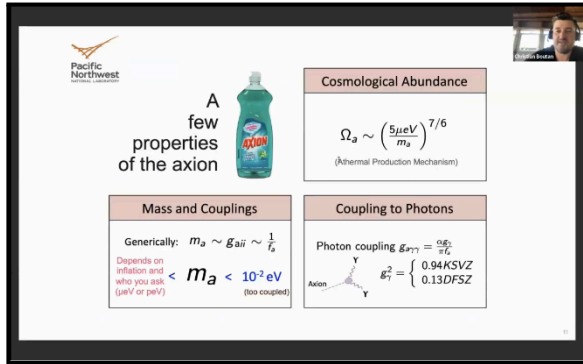 Christian Boutan
Pacific
Northwest
NATIONAL LABORATORY
A
few
properties
of the axion
AXION
Cosmological Abundance
Ωₐ ∼ (5μeV / mₐ)^7/6
(Athermal Production Mechanism)
Mass and Couplings
Generically: mₐ ∼ gₐᵢᵢ ∼ 1/fₐ
Depends on
inflation and
who you ask
(μeV or peV)
< mₐ < 10⁻² eV
(too coupled)
Coupling to Photons
Photon coupling gₐγγ = αgγ / πfₐ
Axion
γ
γ
gγ² = { 0.94KSVZ
0.13DFSZ
11